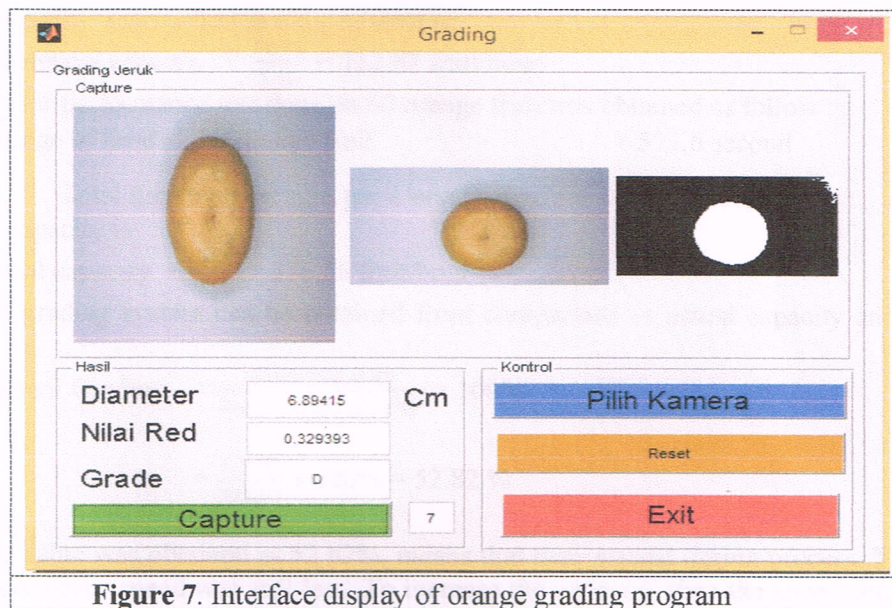 Grading
Grading Jeruk
Capture
Hasil
Diameter 6.89415 Cm
Nilai Red 0.329393
Grade D
Capture 7
Kontrol
Pilih Kamera
Reset
Exit
Figure 7. Interface display of orange grading program